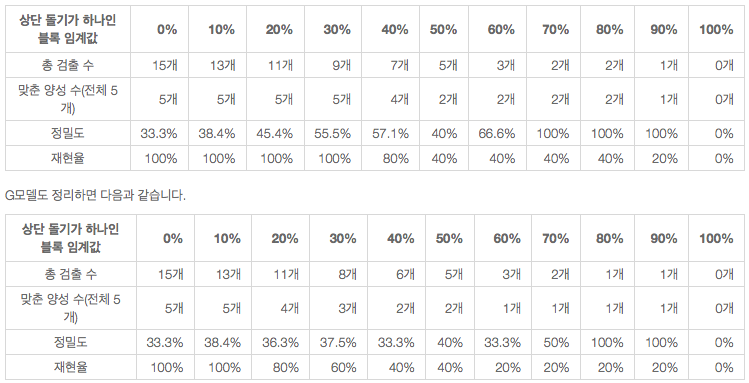 상단 돌기가 하나인 블록 임계값 0% 10% 20% 30% 40% 50% 60% 70% 80% 90% 100%
총 검출 수 15개 13개 11개 9개 7개 5개 3개 2개 2개 1개 0개
맞춘 양성 수(전체 5개) 5개 5개 5개 5개 4개 2개 2개 2개 2개 1개 0개
정밀도 33.3% 38.4% 45.4% 55.5% 57.1% 40% 66.6% 100% 100% 100% 0%
재현율 100% 100% 100% 100% 80% 40% 40% 40% 40% 20% 0%
G모델도 정리하면 다음과 같습니다.
상단 돌기가 하나인 블록 임계값 0% 10% 20% 30% 40% 50% 60% 70% 80% 90% 100%
총 검출 수 15개 13개 11개 8개 6개 5개 3개 2개 1개 1개 0개
맞춘 양성 수(전체 5개) 5개 5개 4개 3개 2개 2개 1개 1개 1개 1개 0개
정밀도 33.3% 38.4% 36.3% 37.5% 33.3% 40% 33.3% 50% 100% 100% 0%
재현율 100% 100% 80% 60% 40% 40% 20% 20% 20% 20% 0%